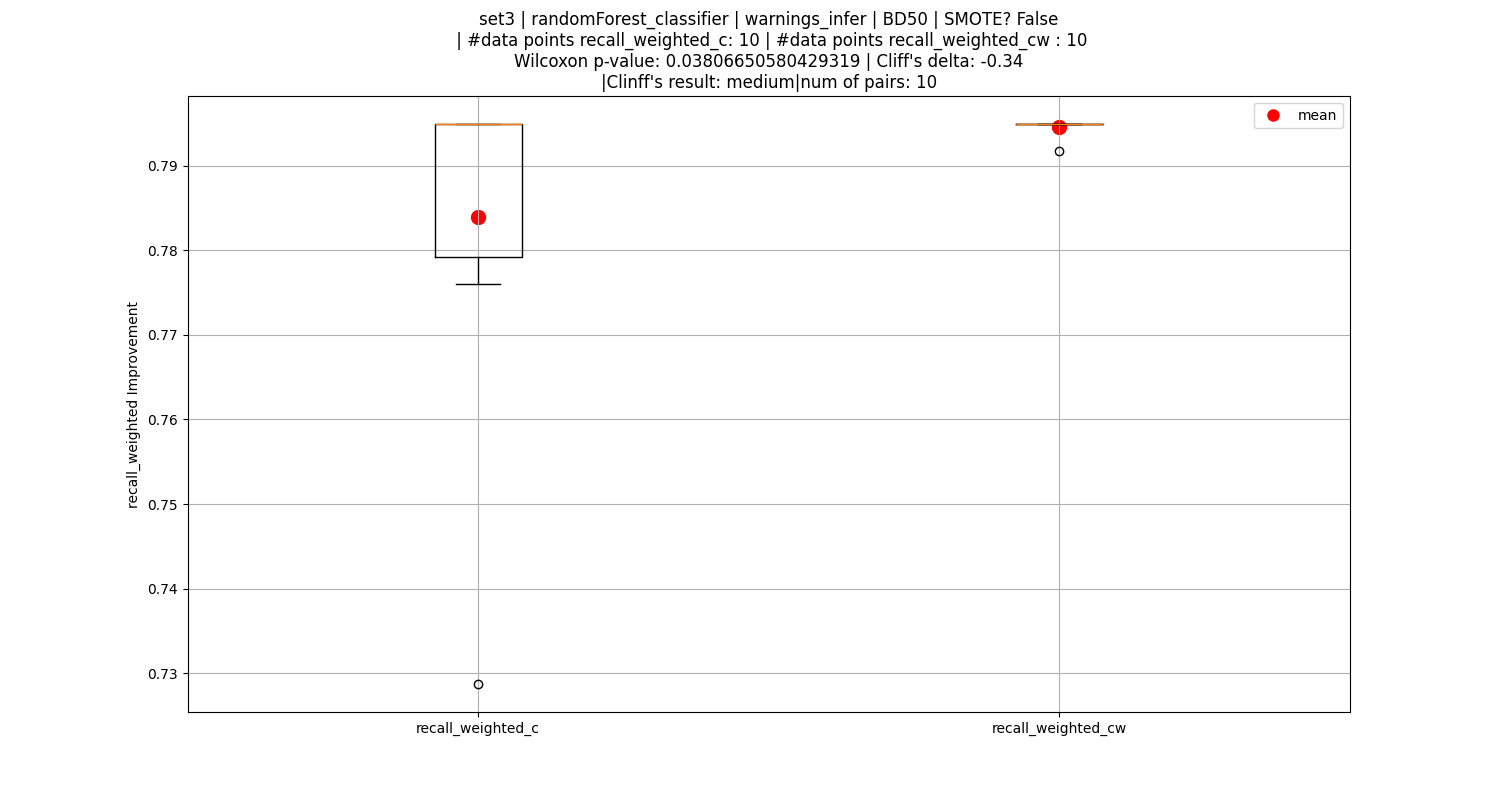 set3 | randomForest_classifier | warnings_infer | BD50 | SMOTE? False
| #data points recall_weighted_c: 10 | #data points recall_weighted_cw : 10
Wilcoxon p-value: 0.03806650580429319 | Cliff's delta: -0.34
|Clinff's result: medium|num of pairs: 10
mean
0.79
0.78
0.77
0.76
0.75
0.74
0.73
recall_weighted Improvement
recall_weighted_c
recall_weighted_cw